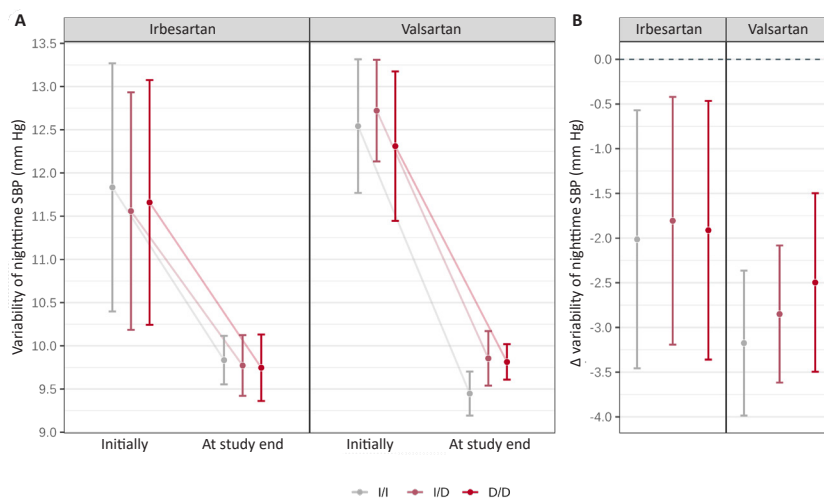 A
Irbesartan
Valsartan
Variability of nighttime SBP (mm Hg)
13.5
13.0
12.5
12.0
11.5
11.0
10.5
10.0
9.5
9.0
Initially
At study end
Initially
At study end
B
Irbesartan
Valsartan
Δ variability of nighttime SBP (mm Hg)
0.0
-0.5
-1.0
-1.5
-2.0
-2.5
-3.0
-3.5
-4.0
I/I I/D D/D